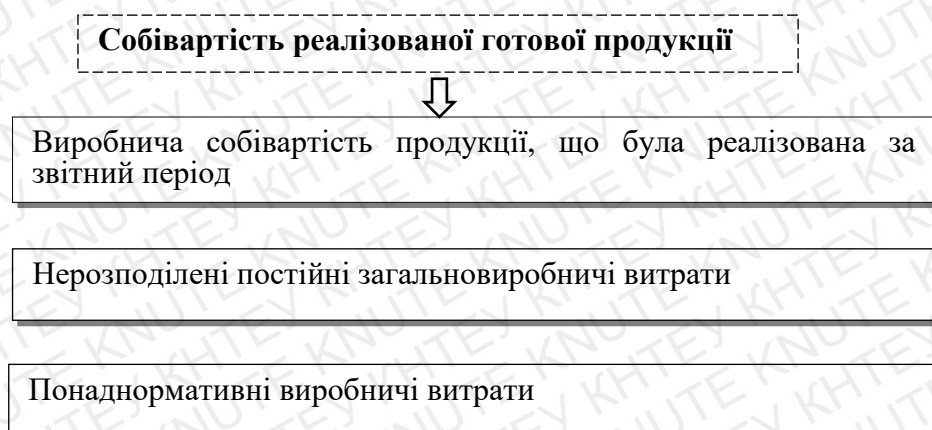 Собівартість реалізованої готової продукції
Виробнича собівартість продукції, що була реалізована за
звітний період
Нерозподілені постійні загальновиробничі витрати
Понаднормативні виробничі витрати